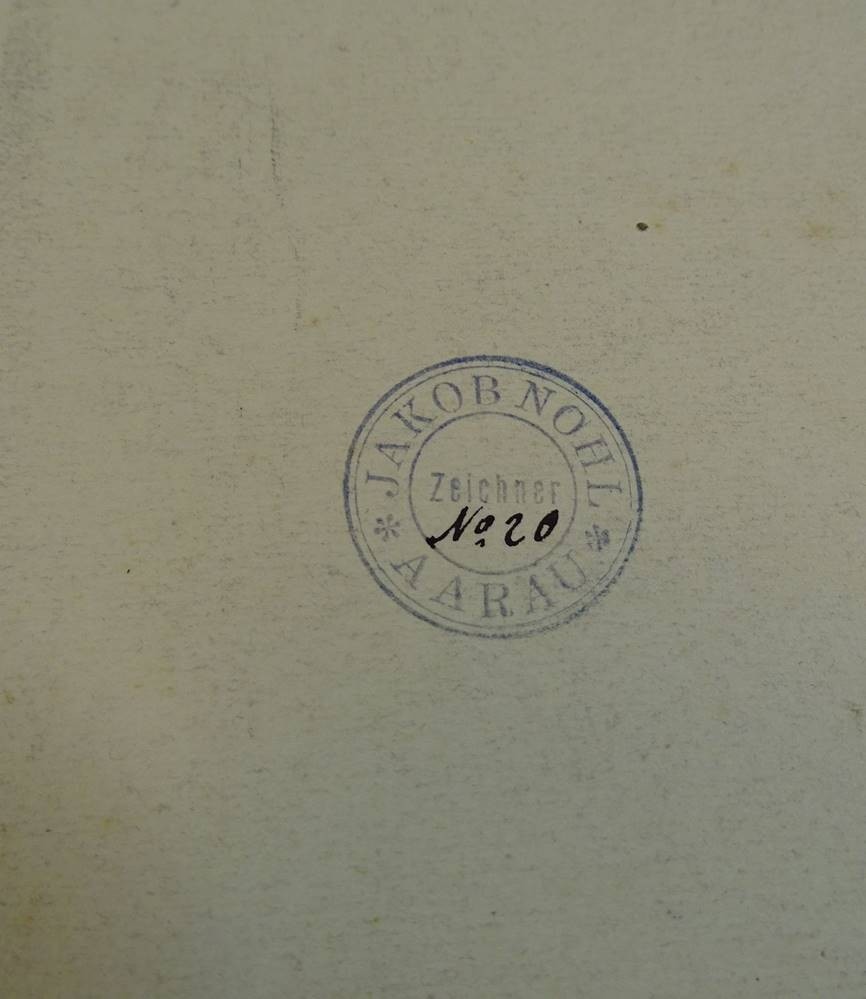 JAKOB NOHL
Zeichner
No. 20
* AARAU *